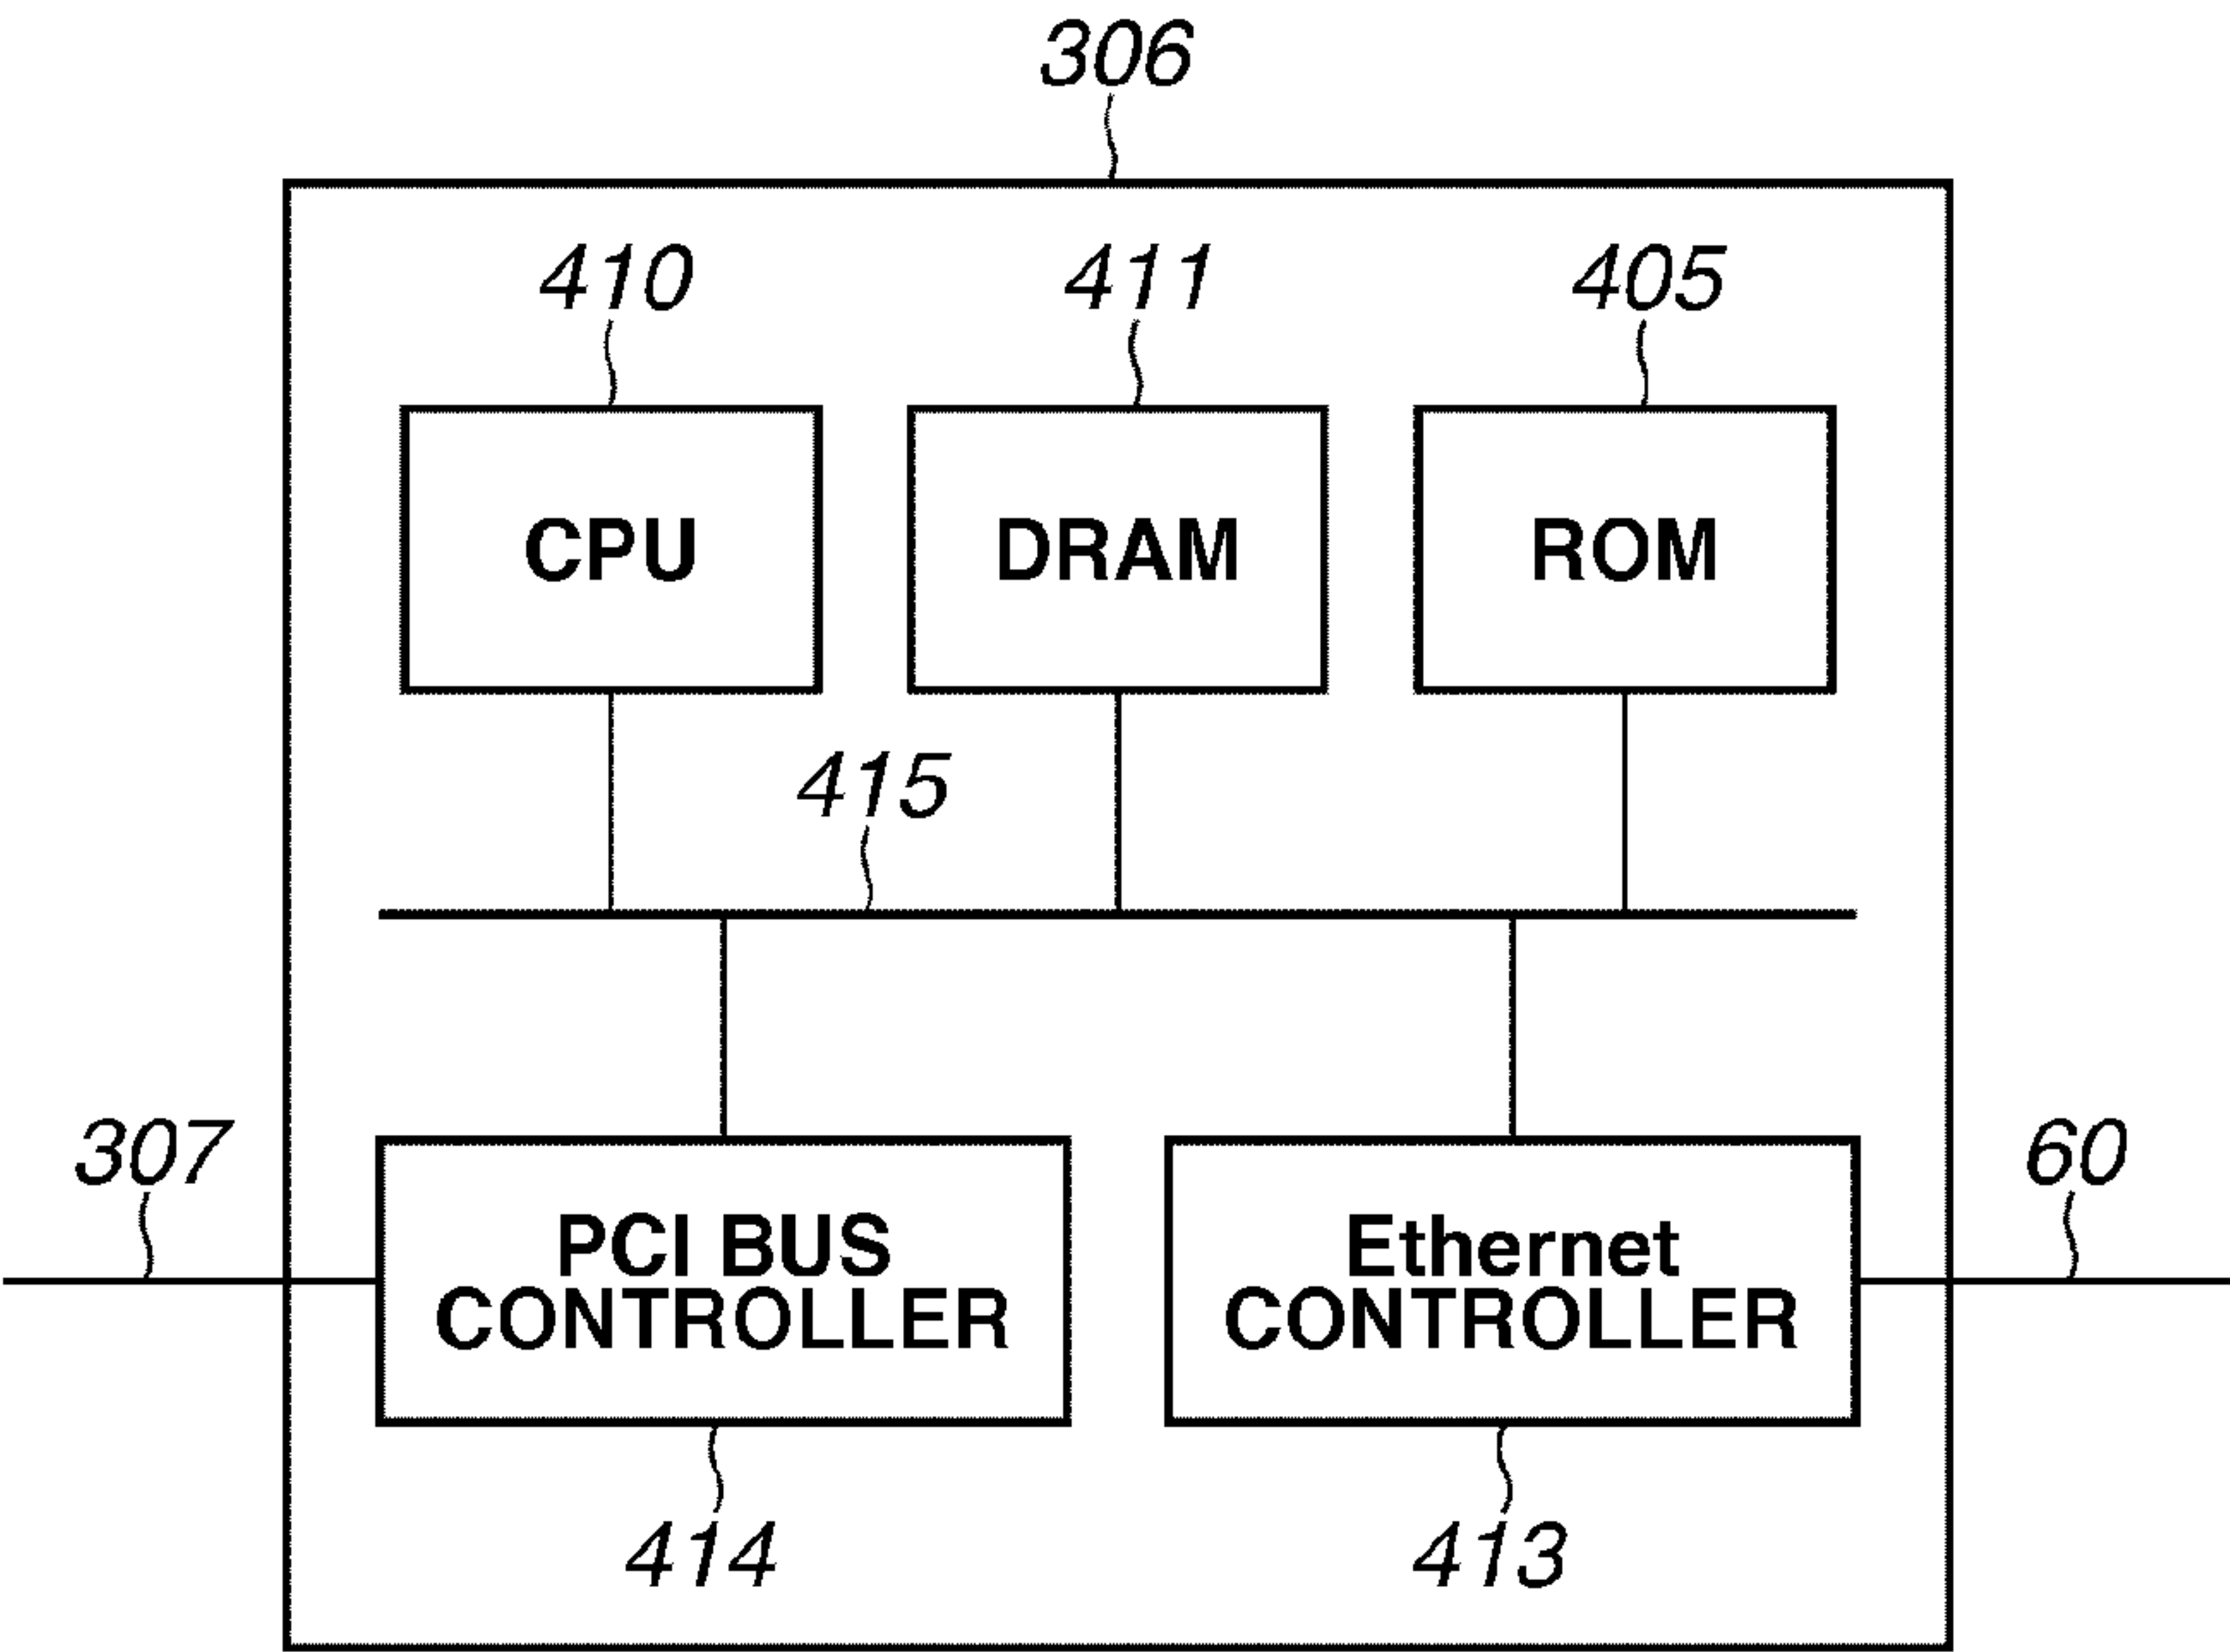 306
410
411
405
CPU
DRAM
ROM
415
307
60
PCI BUS
CONTROLLER
Ethernet
CONTROLLER
414
413